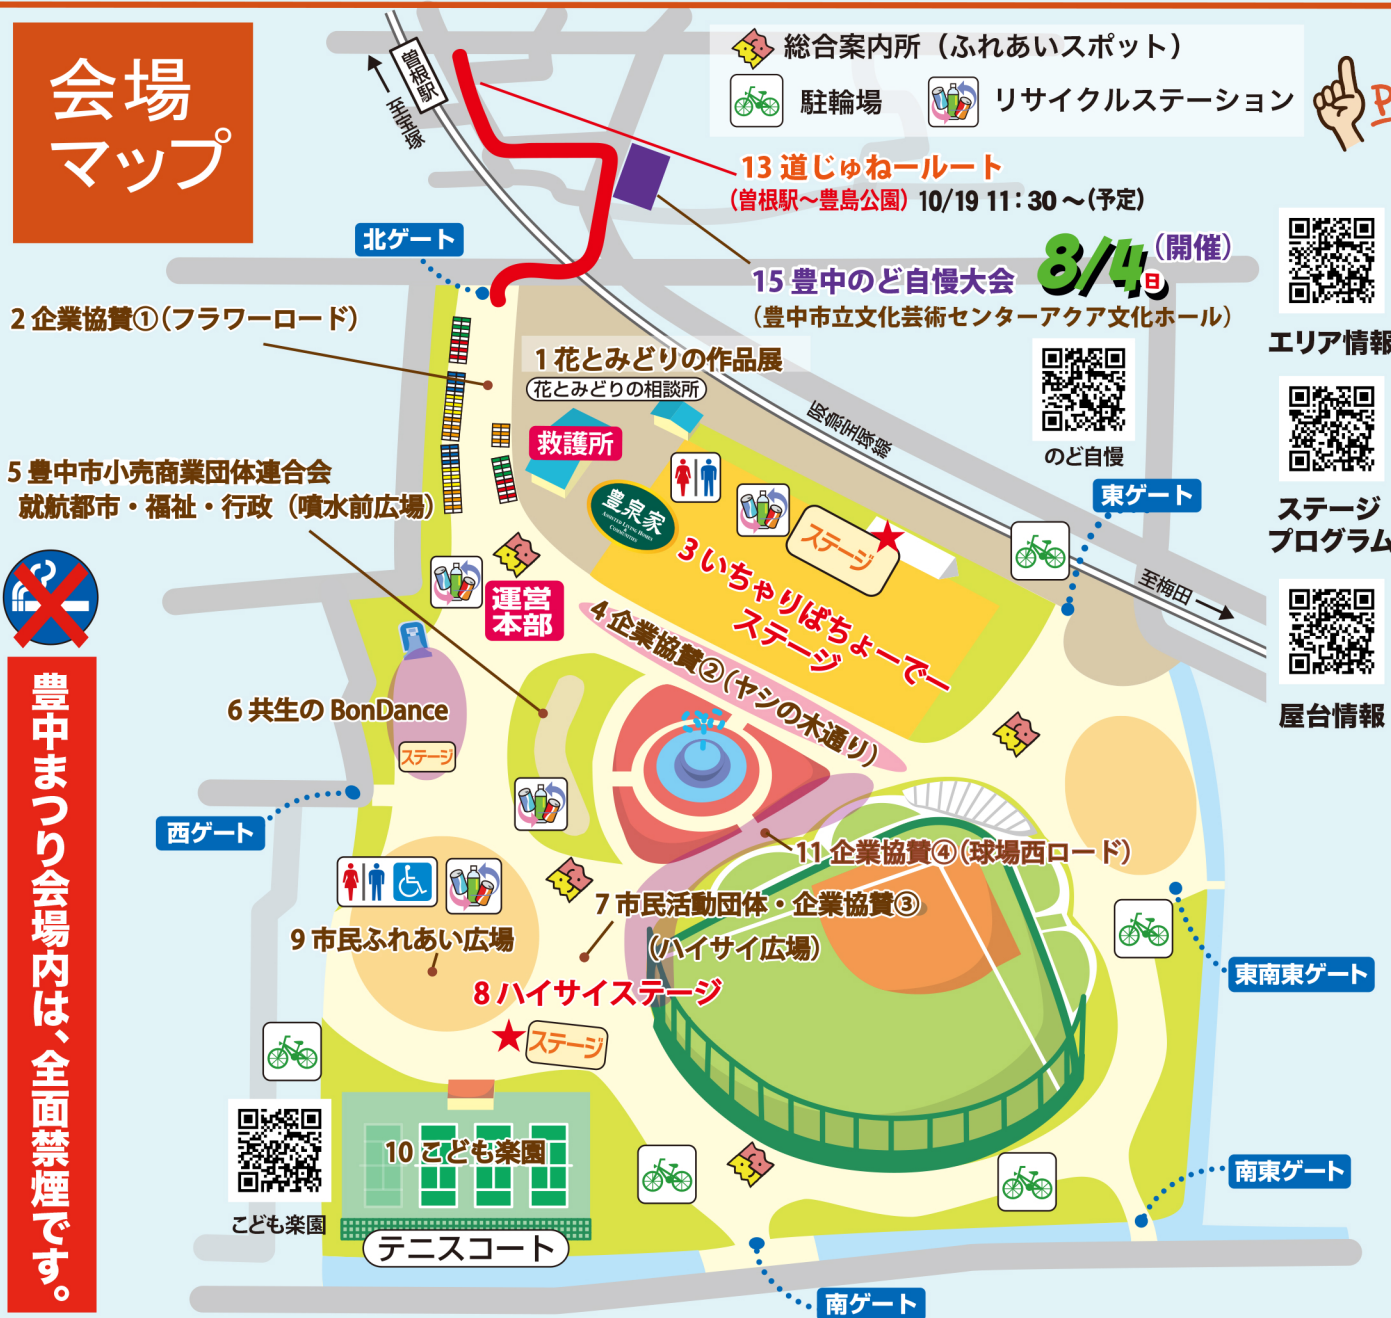 会場
マップ
総合案内所（ふれあいスポット）
駐輪場
リサイクルステーション
曽根駅
至宝塚
13 道じゅねールート
(曽根駅〜豊島公園) 10/19 11:30 〜(予定)
15 豊中のど自慢大会 8/4日(開催)
（豊中市立文化芸術センターアクア文化ホール）
北ゲート
2 企業協賛①(フラワーロード)
1 花とみどりの作品展
花とみどりの相談所
救護所
阪急宝塚線
のど自慢
エリア情報
ステージ
プログラム
屋台情報
5 豊中市小売商業団体連合会
就航都市・福祉・行政（噴水前広場）
豊泉家
ステージ
東ゲート
至梅田
3 いちゃりばちょーでー
ステージ
運営
本部
4 企業協賛②(ヤシの木通り)
6 共生の BonDance
ステージ
西ゲート
11 企業協賛④(球場西ロード)
7 市民活動団体・企業協賛③
(ハイサイ広場)
9 市民ふれあい広場
8 ハイサイステージ
ステージ
東南東ゲート
10 こども楽園
こども楽園
テニスコート
南東ゲート
南ゲート
豊中まつり会場内は、全面禁煙です。